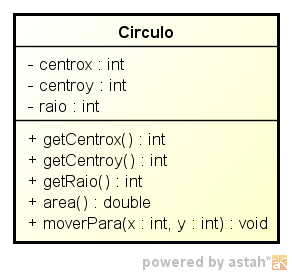 Circulo
- centrox : int
- centroy : int
- raio : int
+ getCentrox() : int
+ getCentroy() : int
+ getRaio() : int
+ area() : double
+ moverPara(x : int, y : int) : void
powered by astah*